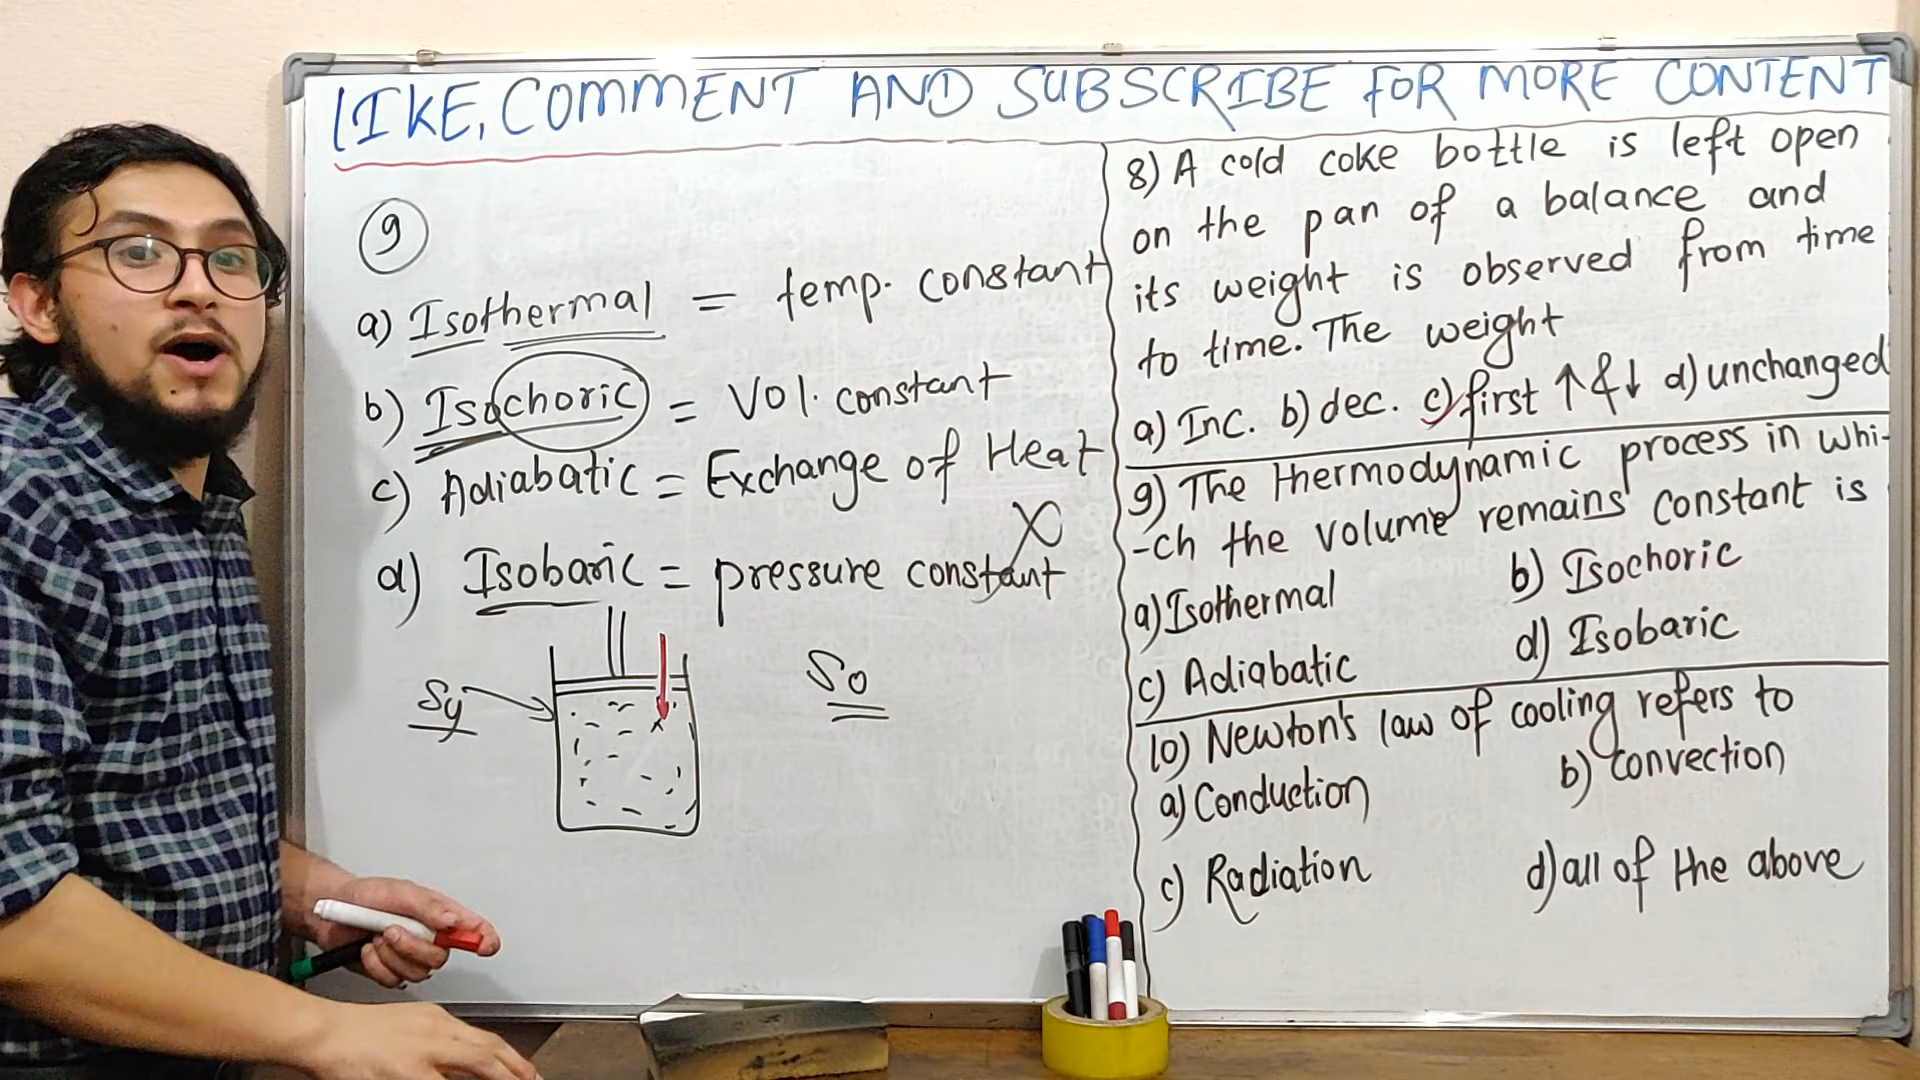 LIKE, COMMENT AND SUBSCRIBE FOR MORE CONTENT
9
a) Isothermal = temp. constant
b) Isochoric = Vol. constant
c) Adiabatic = Exchange of Heat
X
d) Isobaric = pressure constant
Sy
So
8) A cold coke bottle is left open
on the pan of a balance and
its weight is observed from time
to time. The weight
a) Inc. b) dec. c) first ↑ & ↓ d) unchanged
9) The thermodynamic process in whi-
-ch the volume remains constant is
a) Isothermal b) Isochoric
c) Adiabatic d) Isobaric
10) Newton's law of cooling refers to
a) Conduction b) convection
c) Radiation d) all of the above